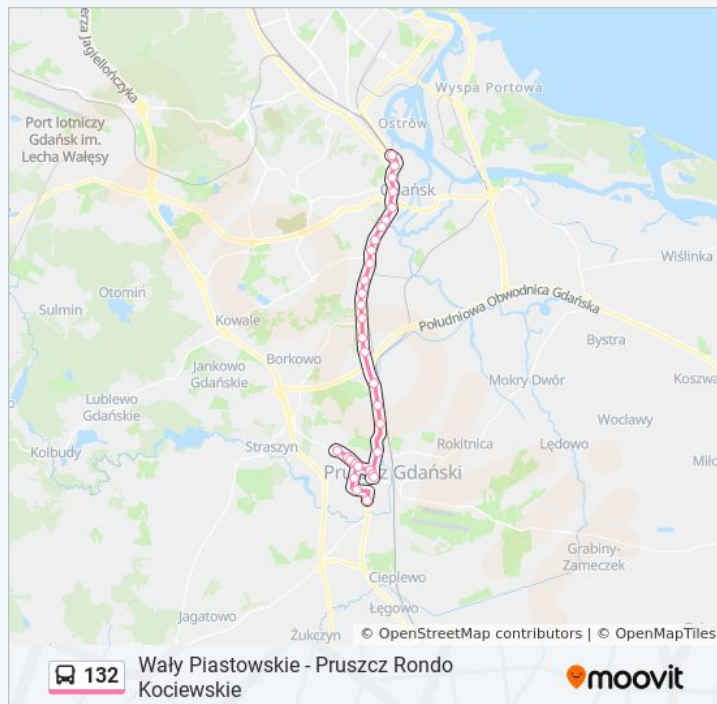 erza Jagiellończyka
Wyspa Portowa
Port lotniczy
Gdańsk im.
Lecha Wałęsy
Ostrów
Gdańsk
Wiślinka
Otomin
Sulmin
Południowa Obwodnica Gdańska
Kowale
Bystra
Borkowo
Jankowo
Gdańskie
Mokry Dwór
Koszwa
Lublewo
Gdańskie
Wocławy
Kolbudy
Straszyn
Rokitnica
Lędowo
Miło
Pruszcz Gdański
Grabiny-
Zameczek
Cieplewo
Jagatowo
Łęgowo
Żukczyn
© OpenStreetMap contributors | © OpenMapTiles
132
Wały Piastowskie - Pruszcz Rondo
Kociewskie
moovit